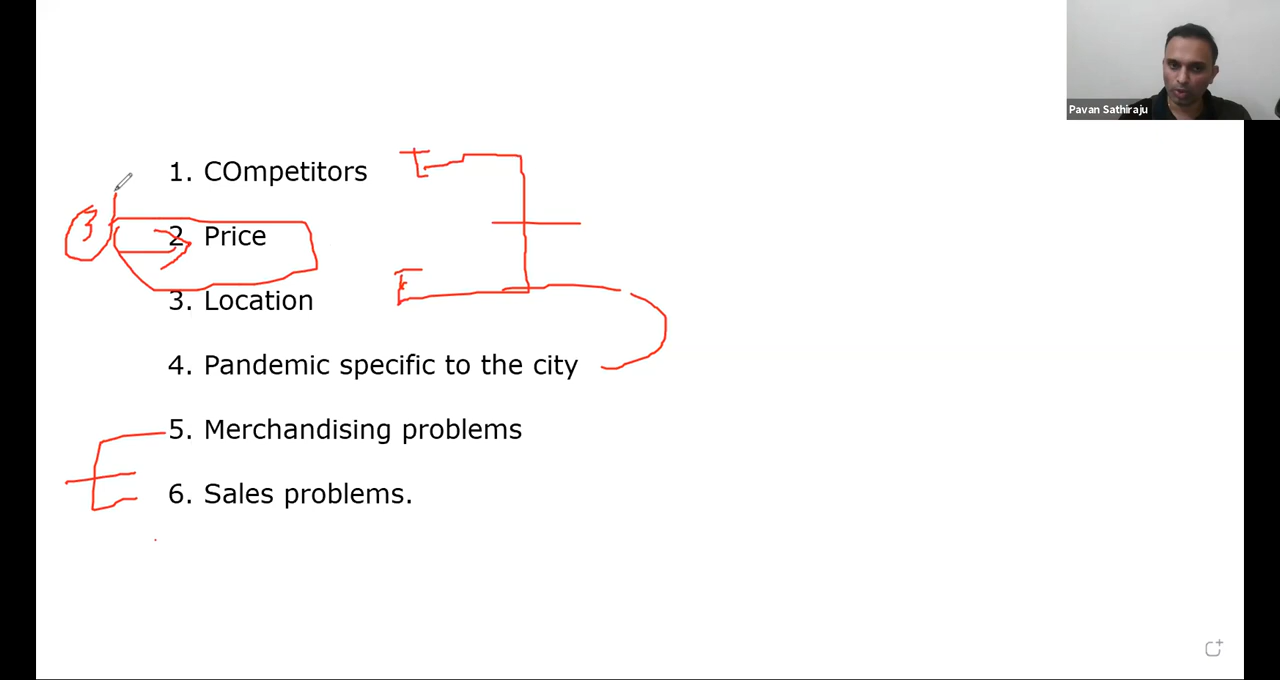 Pavan Sathiraju
1. COmpetitors
3 2. Price
3. Location
4. Pandemic specific to the city
5. Merchandising problems
6. Sales problems.